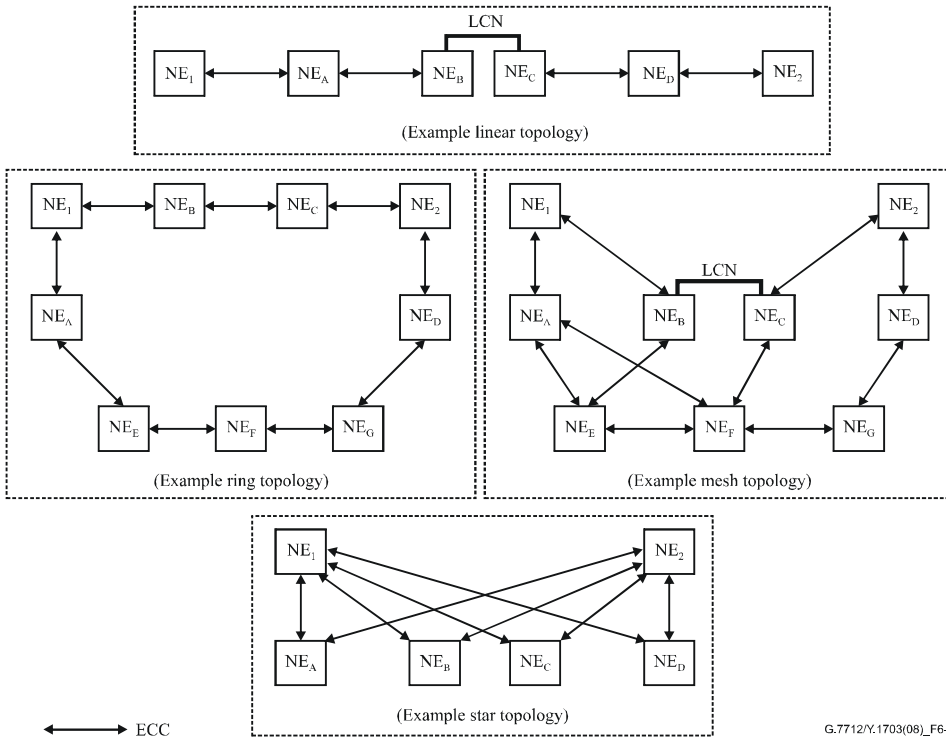 LCN
NE1 NEA NEB NEC NED NE2
(Example linear topology)
NE1 NEB NEC NE2
NEA NED
NEE NEF NEG
(Example ring topology)
NE1 NE2
LCN
NEA NEB NEC NED
NEE NEF NEG
(Example mesh topology)
NE1 NE2
NEA NEB NEC NED
(Example star topology)
ECC
G.7712/Y.1703(08)_F6-